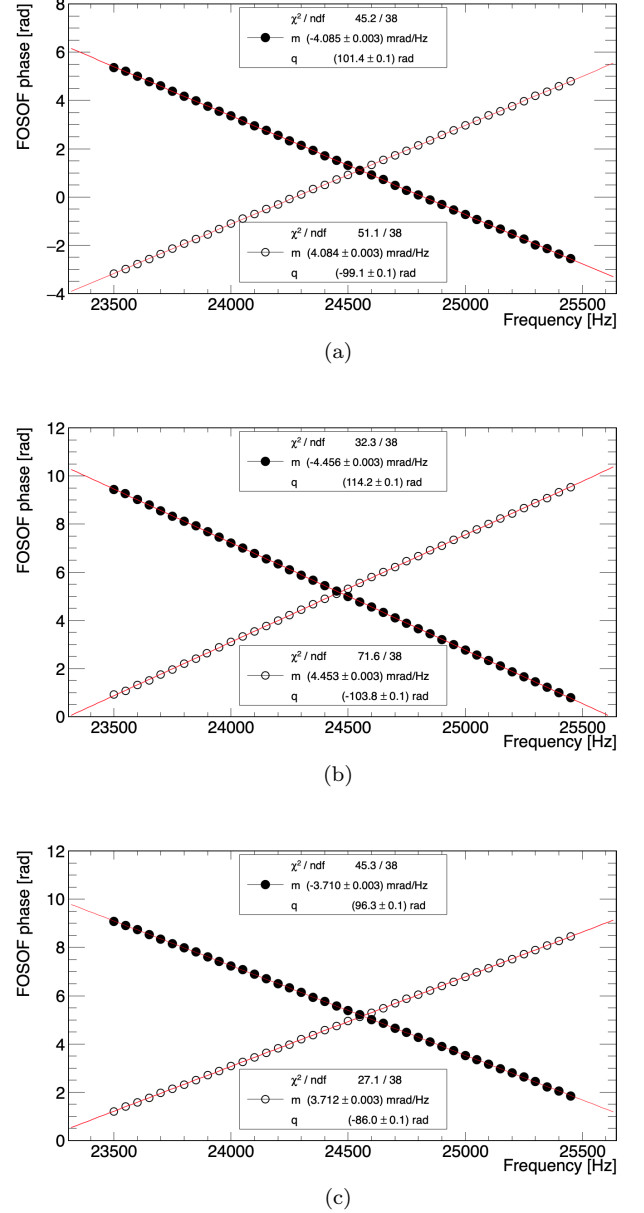 FOSOF phase [rad]
8
6
4
2
0
−2
−4
χ² / ndf 45.2 / 38
m (-4.085 ± 0.003) mrad/Hz
q (101.4 ± 0.1) rad
χ² / ndf 51.1 / 38
m (4.084 ± 0.003) mrad/Hz
q (-99.1 ± 0.1) rad
23500 24000 24500 25000 25500
Frequency [Hz]
(a)
FOSOF phase [rad]
12
10
8
6
4
2
0
χ² / ndf 32.3 / 38
m (-4.456 ± 0.003) mrad/Hz
q (114.2 ± 0.1) rad
χ² / ndf 71.6 / 38
m (4.453 ± 0.003) mrad/Hz
q (-103.8 ± 0.1) rad
23500 24000 24500 25000 25500
Frequency [Hz]
(b)
FOSOF phase [rad]
12
10
8
6
4
2
0
χ² / ndf 45.3 / 38
m (-3.710 ± 0.003) mrad/Hz
q (96.3 ± 0.1) rad
χ² / ndf 27.1 / 38
m (3.712 ± 0.003) mrad/Hz
q (-86.0 ± 0.1) rad
23500 24000 24500 25000 25500
Frequency [Hz]
(c)